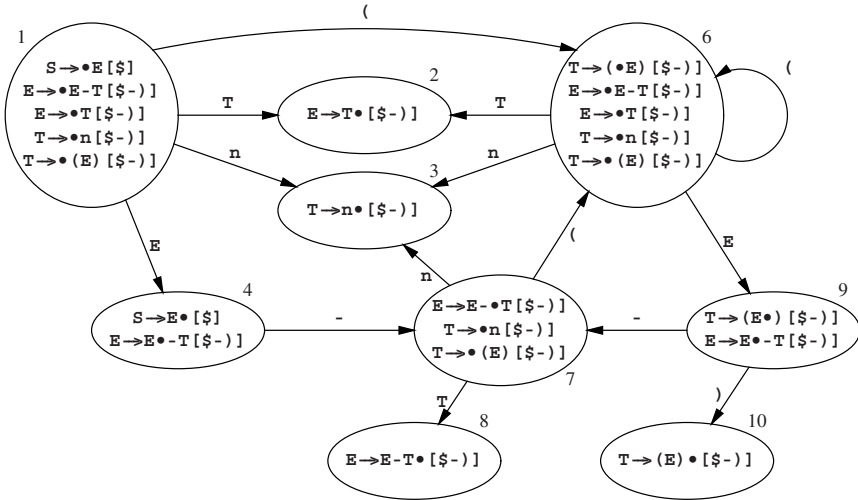 (
1
S→•E[$]
E→•E-T[$-)]
E→•T[$-)]
T→•n[$-)]
T→•(E)[$-)]
T
n
E
2
E→T•[$-)]
T
n
3
T→n•[$-)]
6
T→(•E)[$-)]
E→•E-T[$-)]
E→•T[$-)]
T→•n[$-)]
T→•(E)[$-)]
(
(
E
n
4
S→E•[$]
E→E•-T[$-)]
-
E→E-•T[$-)]
T→•n[$-)]
T→•(E)[$-)]
7
-
9
T→(E•)[$-)]
E→E•-T[$-)]
T
)
8
E→E-T•[$-)]
10
T→(E)•[$-)]